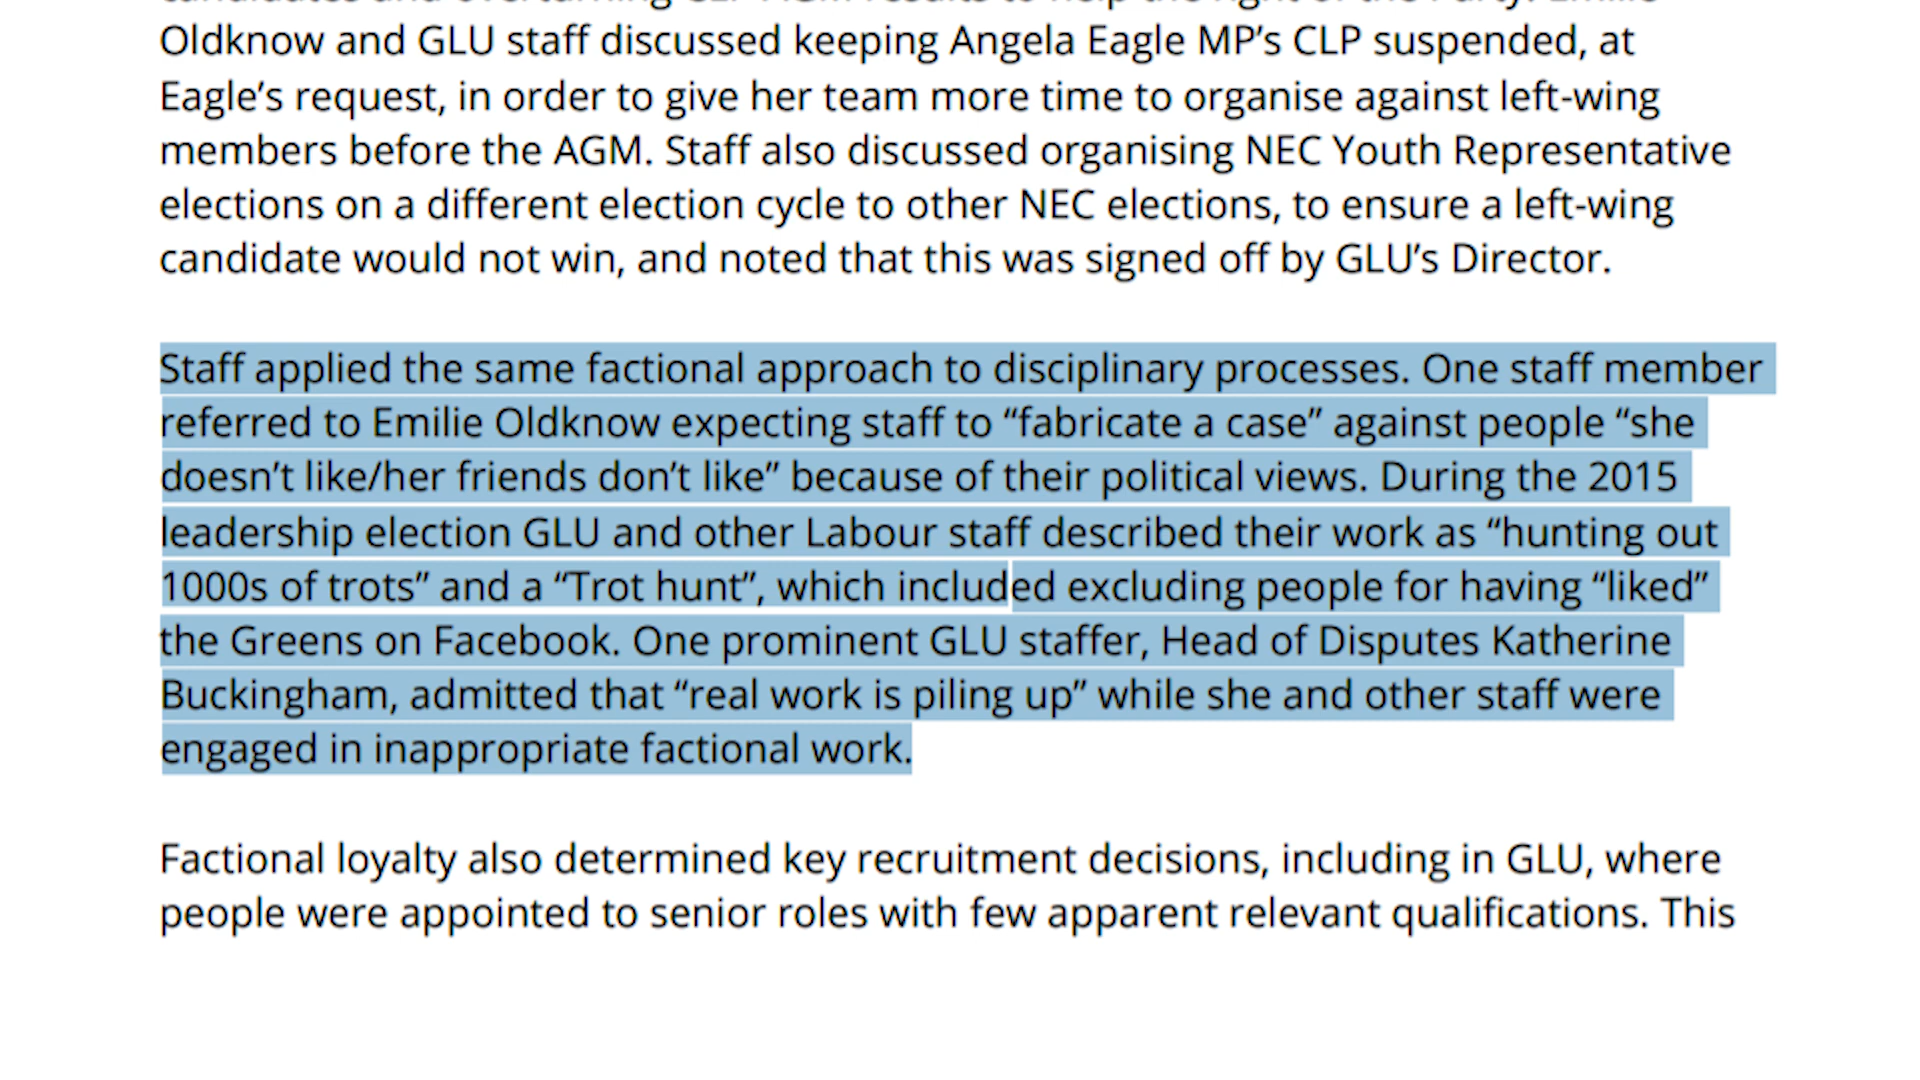 Oldknow and GLU staff discussed keeping Angela Eagle MP’s CLP suspended, at
Eagle’s request, in order to give her team more time to organise against left-wing
members before the AGM. Staff also discussed organising NEC Youth Representative
elections on a different election cycle to other NEC elections, to ensure a left-wing
candidate would not win, and noted that this was signed off by GLU’s Director.
Staff applied the same factional approach to disciplinary processes. One staff member
referred to Emilie Oldknow expecting staff to “fabricate a case” against people “she
doesn’t like/her friends don’t like” because of their political views. During the 2015
leadership election GLU and other Labour staff described their work as “hunting out
1000s of trots” and a “Trot hunt”, which included excluding people for having “liked”
the Greens on Facebook. One prominent GLU staffer, Head of Disputes Katherine
Buckingham, admitted that “real work is piling up” while she and other staff were
engaged in inappropriate factional work.
Factional loyalty also determined key recruitment decisions, including in GLU, where
people were appointed to senior roles with few apparent relevant qualifications. This